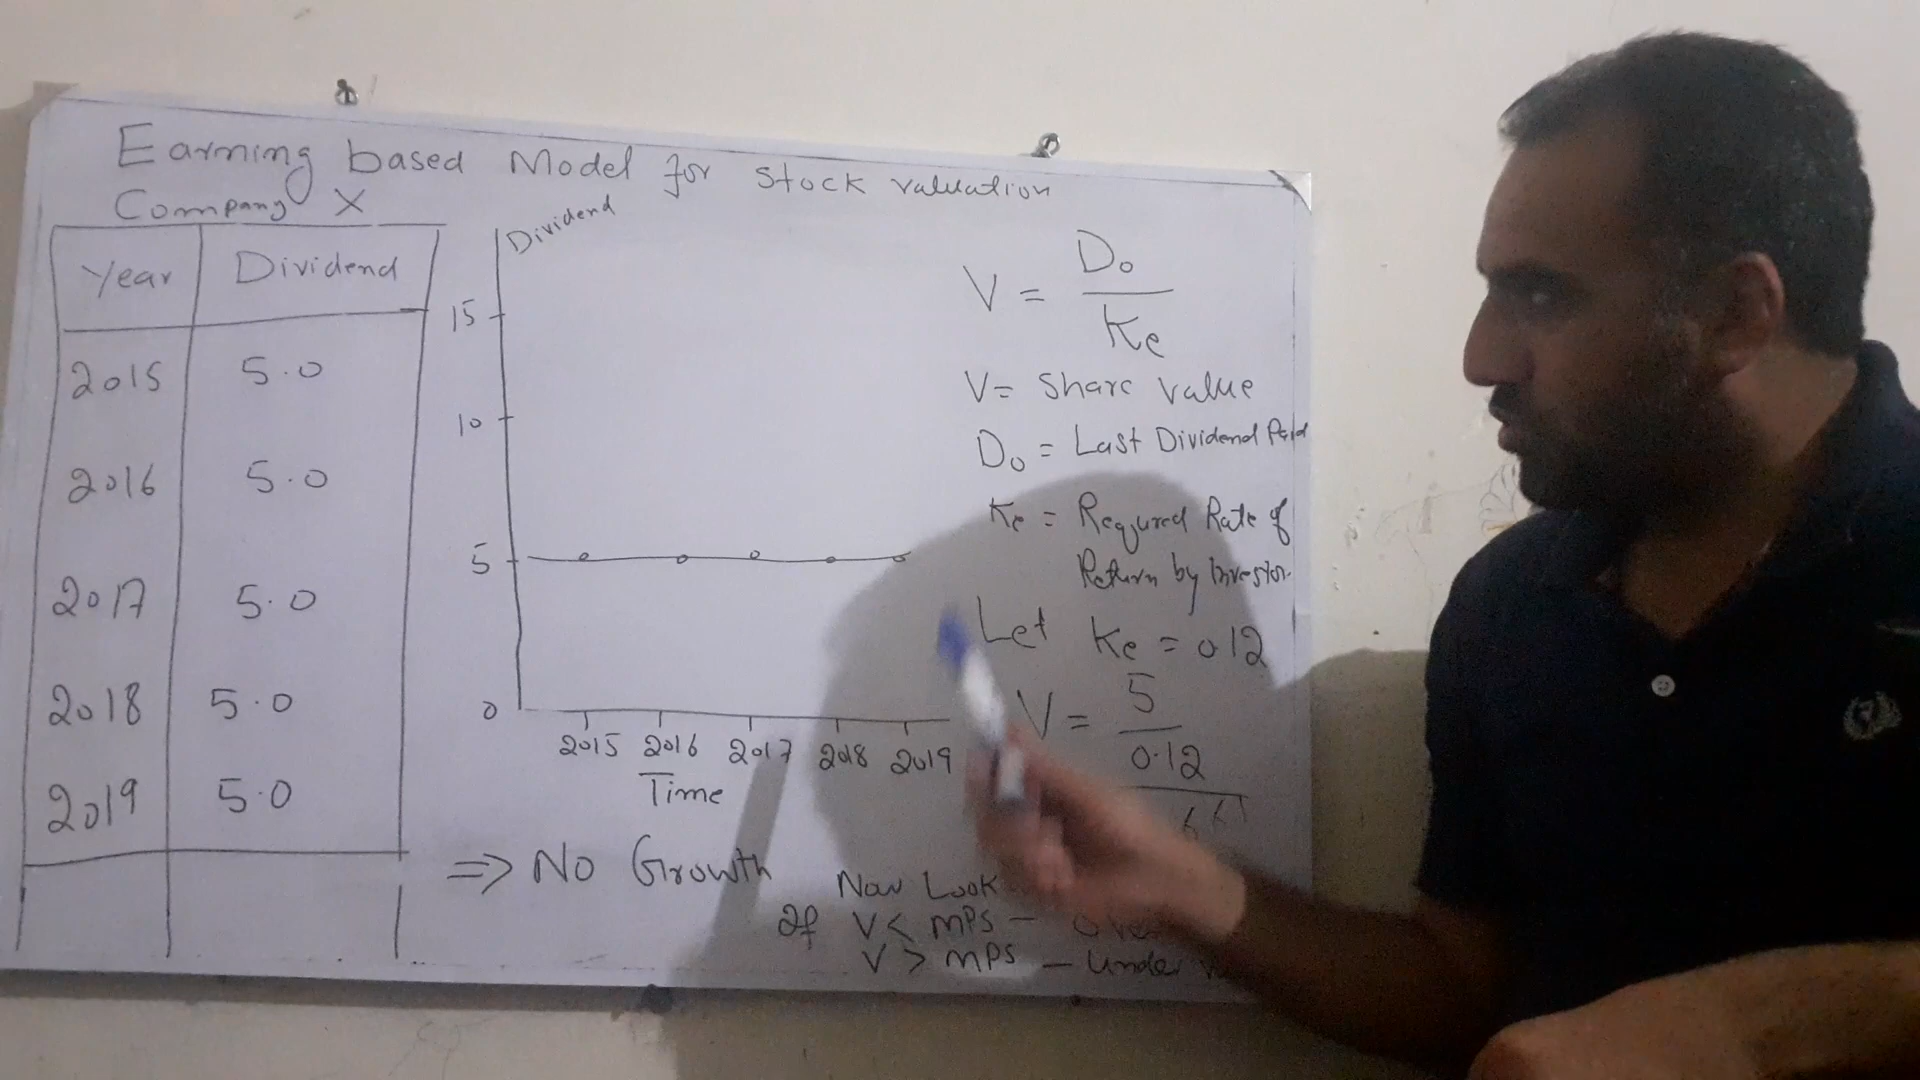 Earning based Model for stock valuation
Company X
Year Dividend
2015 5.0
2016 5.0
2017 5.0
2018 5.0
2019 5.0
Dividend
15
10
5
0
2015 2016 2017 2018 2019
Time
⇒ No Growth
V = D₀ / Ke
V = Share value
D₀ = Last Dividend Paid
Ke = Requured Rate of
Return by Investor.
Let Ke = 0.12
V = 5 / 0.12
Now Look
If V < MPS –
V > MPS – Under